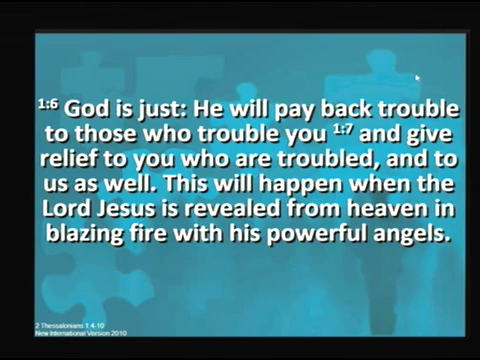 1:6 God is just: He will pay back trouble
to those who trouble you 1:7 and give
relief to you who are troubled, and to
us as well. This will happen when the
Lord Jesus is revealed from heaven in
blazing fire with his powerful angels.
2 Thessalonians 1:4-10
New International Version 2010